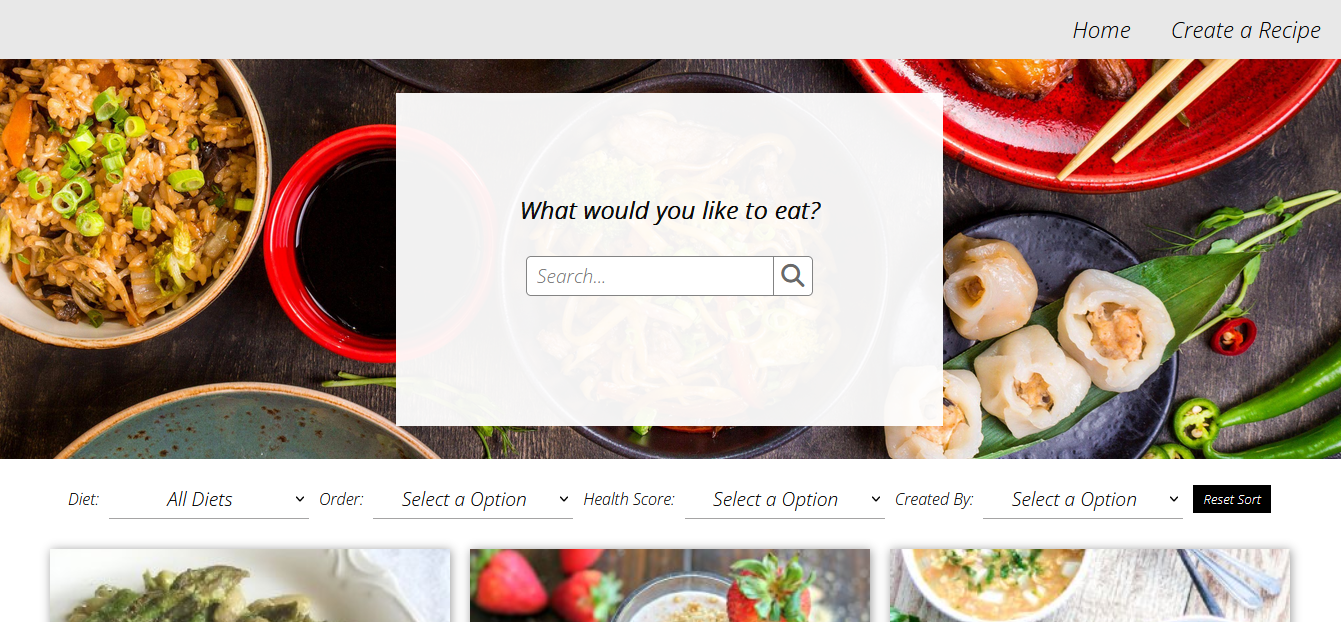 Home Create a Recipe
What would you like to eat?
Search...
Diet: All Diets Order: Select a Option Health Score: Select a Option Created By: Select a Option Reset Sort